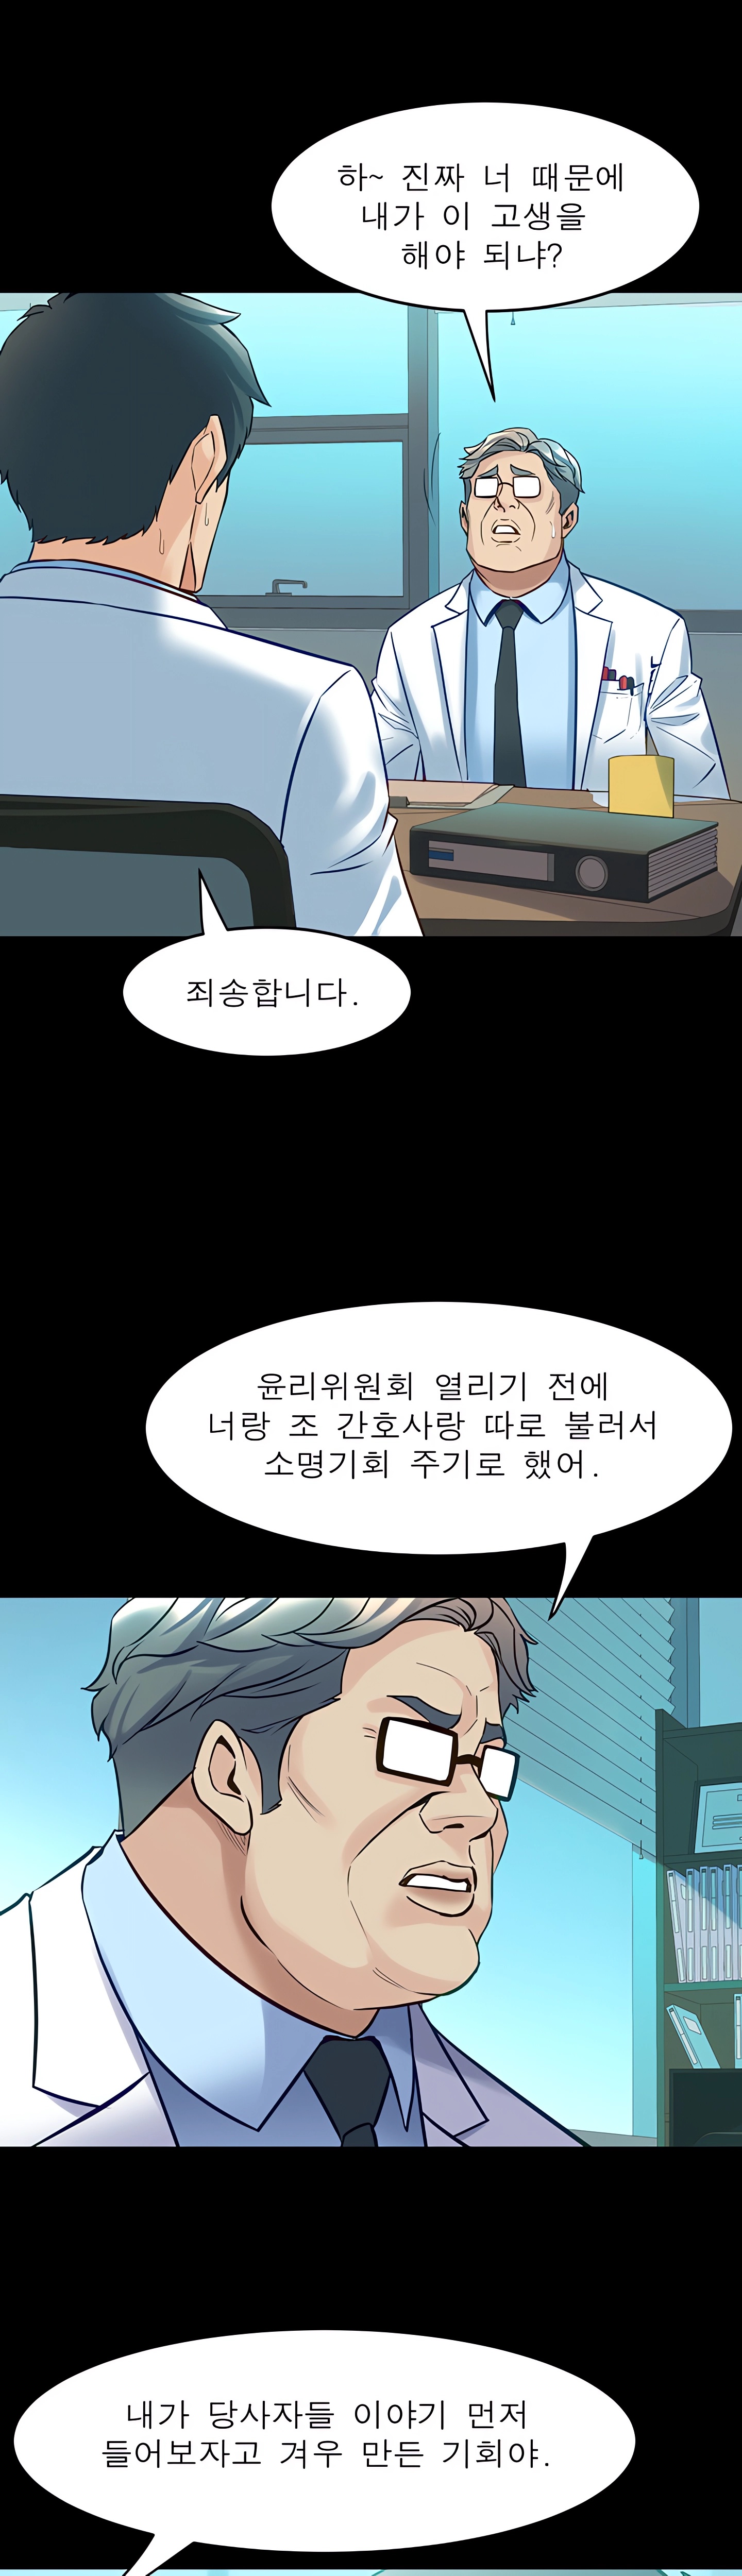 하~ 진짜 너 때문에
내가 이 고생을
해야 되냐?
죄송합니다.
윤리위원회 열리기 전에
너랑 조 간호사랑 따로 불러서
소명기회 주기로 했어.
내가 당사자들 이야기 먼저
들어보자고 겨우 만든 기회야.